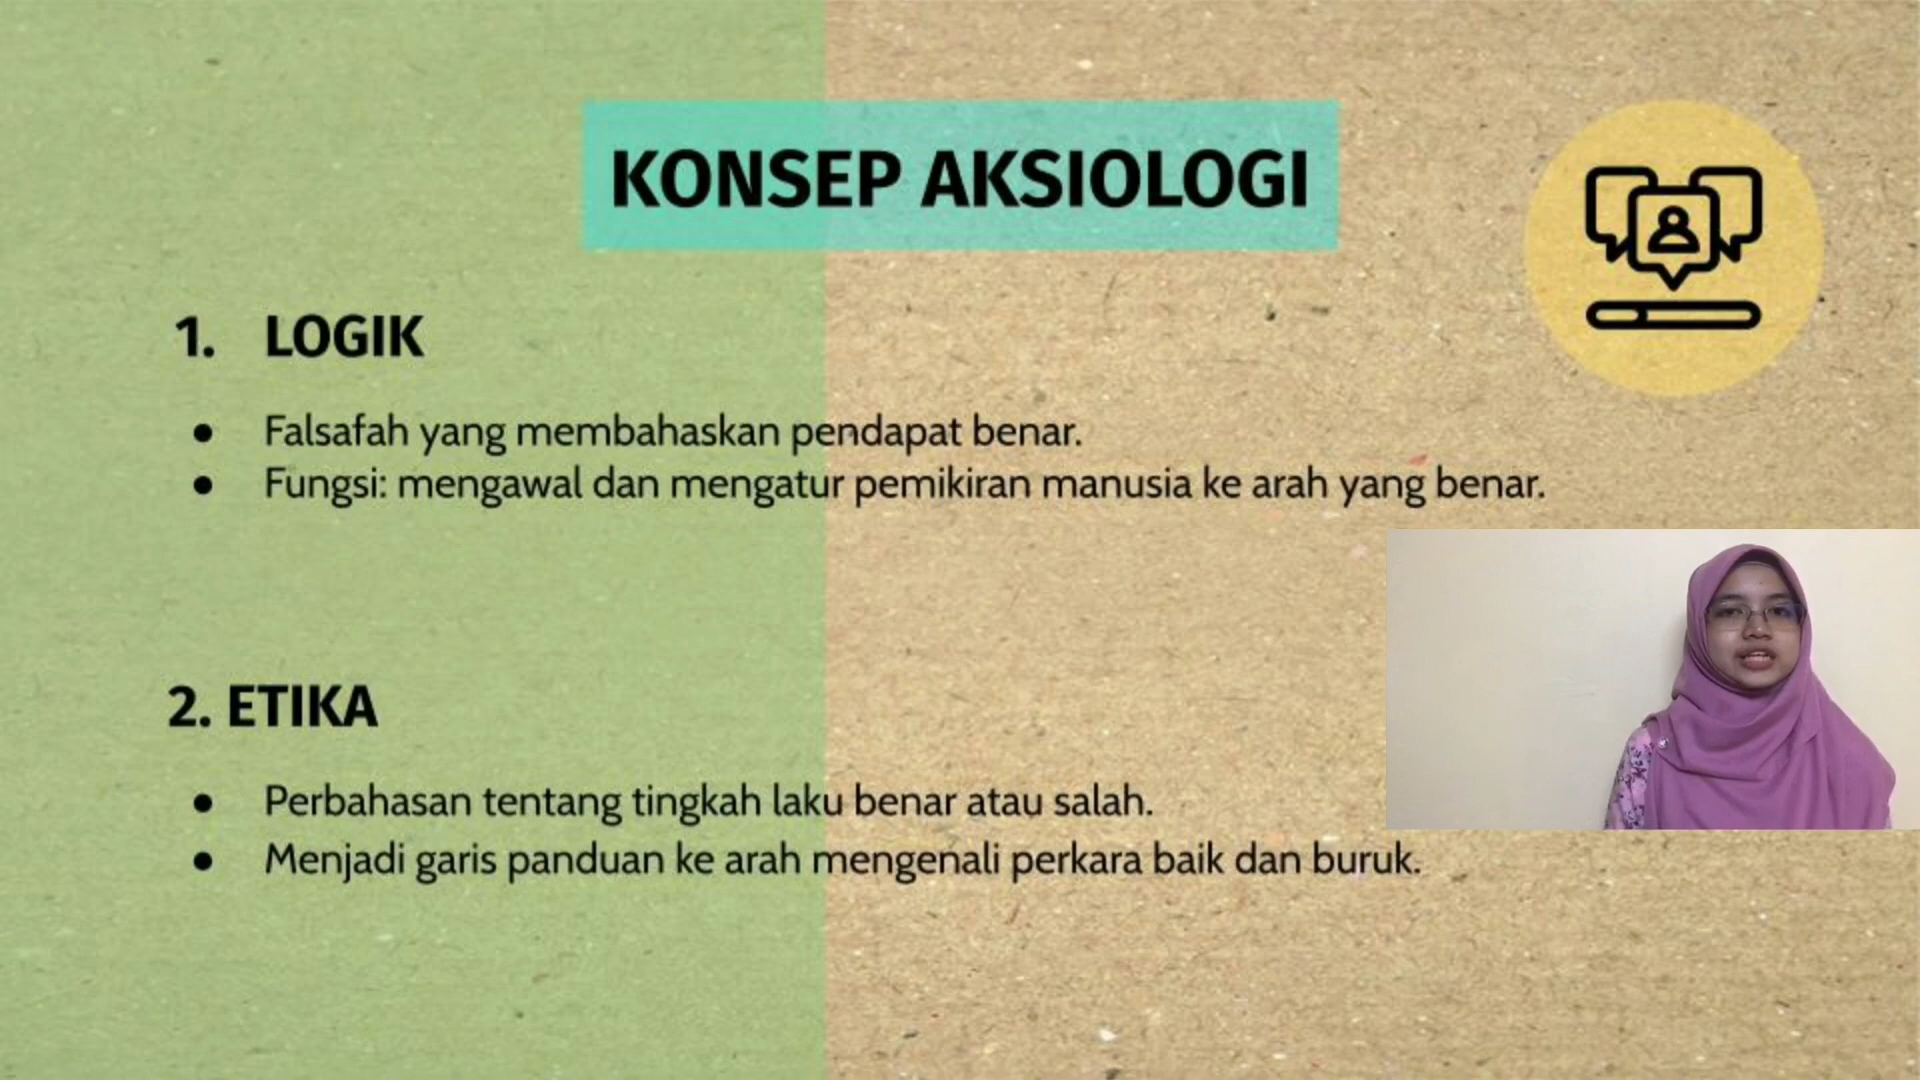 KONSEP AKSIOLOGI
1. LOGIK
● Falsafah yang membahaskan pendapat benar.
● Fungsi: mengawal dan mengatur pemikiran manusia ke arah yang benar.
2. ETIKA
● Perbahasan tentang tingkah laku benar atau salah.
● Menjadi garis panduan ke arah mengenali perkara baik dan buruk.